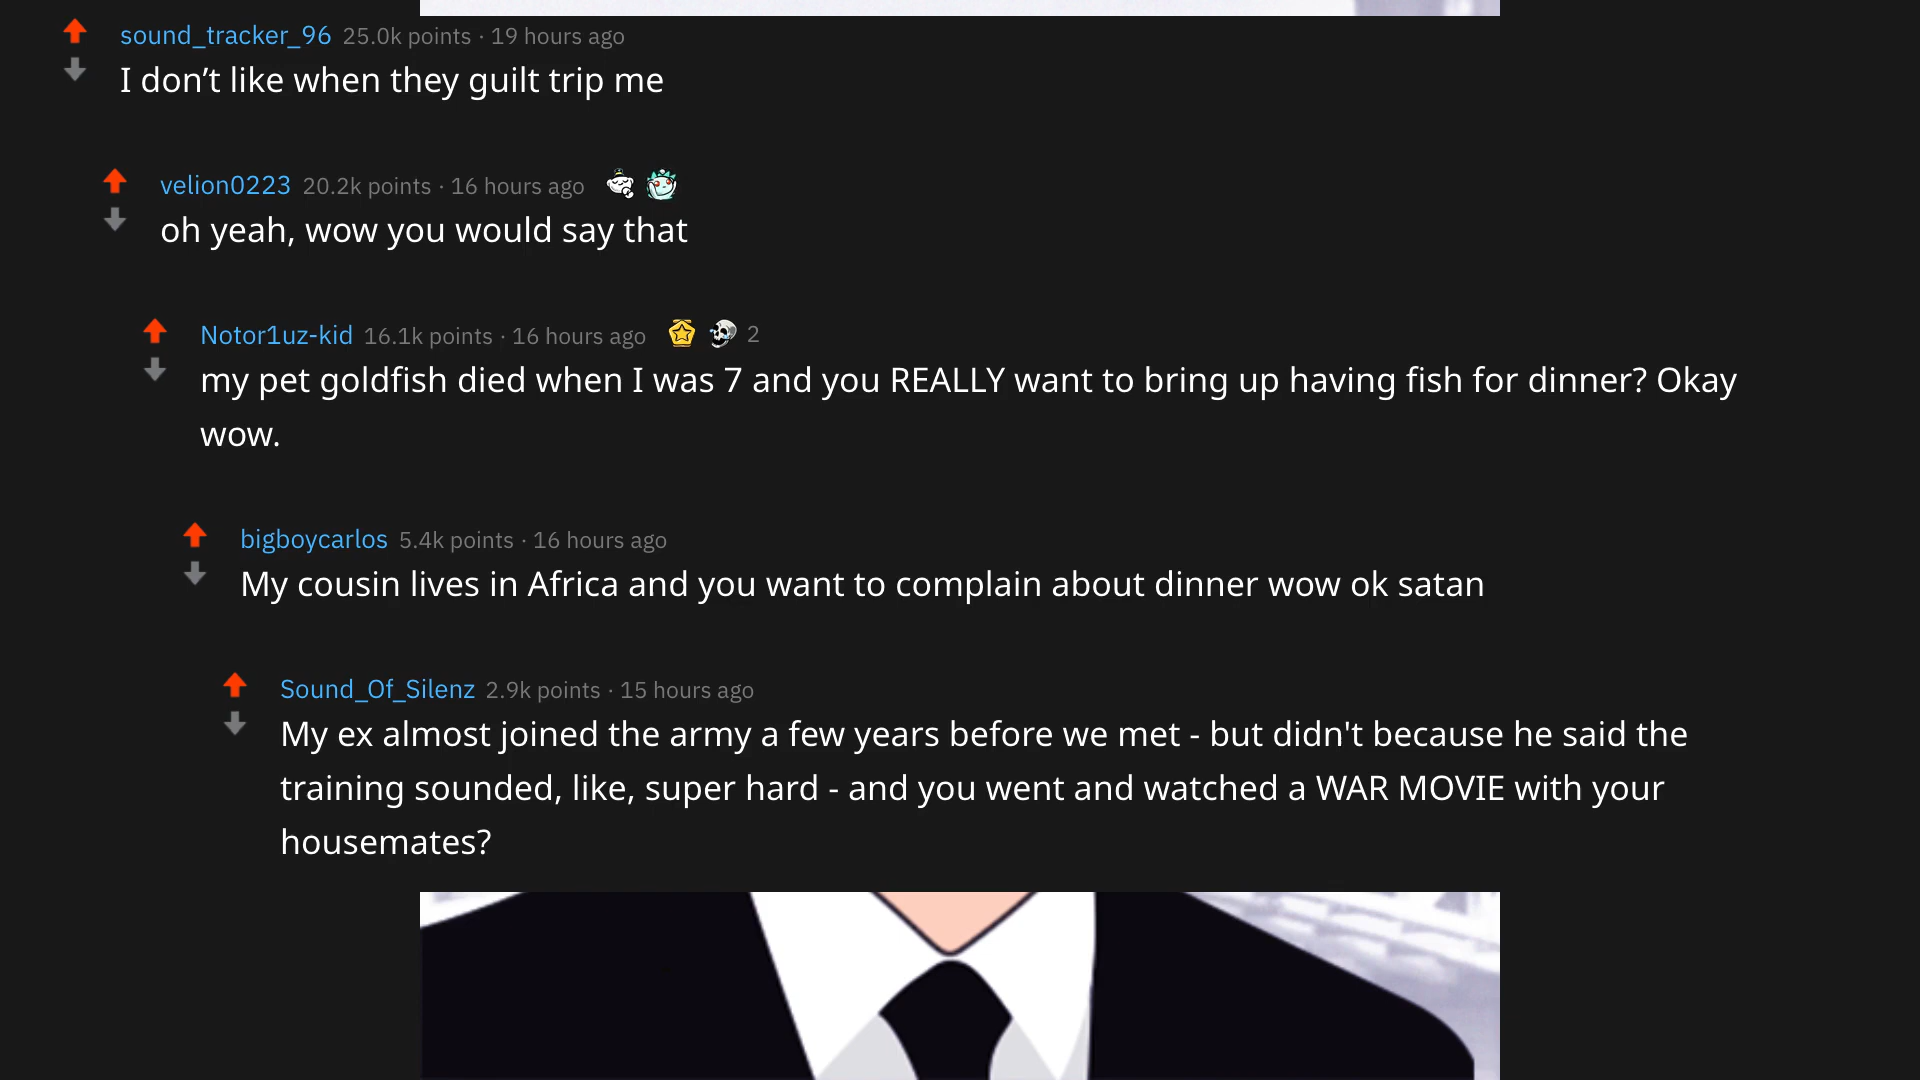 sound_tracker_96 25.0k points · 19 hours ago
I don’t like when they guilt trip me
velion0223 20.2k points · 16 hours ago
oh yeah, wow you would say that
Notor1uz-kid 16.1k points · 16 hours ago 2
my pet goldfish died when I was 7 and you REALLY want to bring up having fish for dinner? Okay
wow.
bigboycarlos 5.4k points · 16 hours ago
My cousin lives in Africa and you want to complain about dinner wow ok satan
Sound_Of_Silenz 2.9k points · 15 hours ago
My ex almost joined the army a few years before we met - but didn't because he said the
training sounded, like, super hard - and you went and watched a WAR MOVIE with your
housemates?